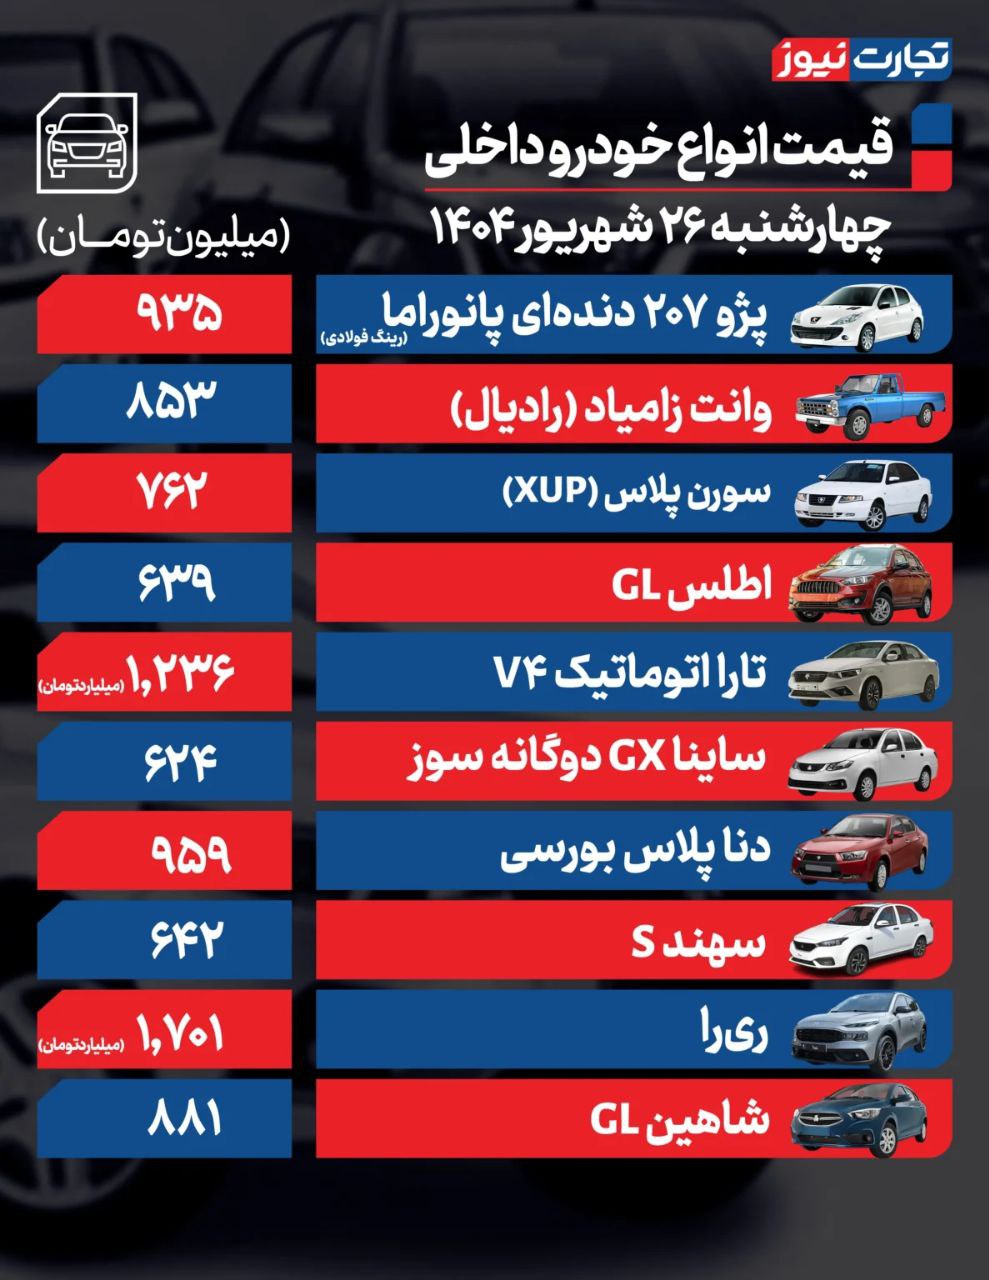 تجارت نیوز
قیمت انواع خودرو داخلی
چهارشنبه ۲۶ شهریور ۱۴۰۴
(میلیون تومان)
پژو ۲۰۷ دنده‌ای پانوراما (رینگ فولادی)
۹۳۵
وانت زامیاد (رادیال)
۸۵۳
سورن پلاس (XUP)
۷۶۲
اطلس GL
۶۳۹
تارا اتوماتیک V۴
۱,۲۳۶ (میلیارد تومان)
ساینا GX دوگانه سوز
۶۲۴
دنا پلاس بورسی
۹۵۹
سهند S
۶۴۲
ری‌را
۱,۷۰۱ (میلیارد تومان)
شاهین GL
۸۸۱